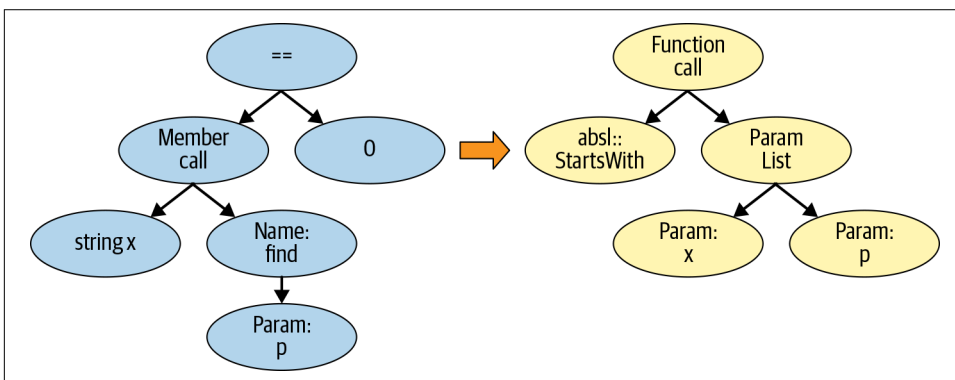 ==
Function
call
Member
call
0
absl::
StartsWith
Param
List
string x
Name:
find
Param:
x
Param:
p
Param:
p